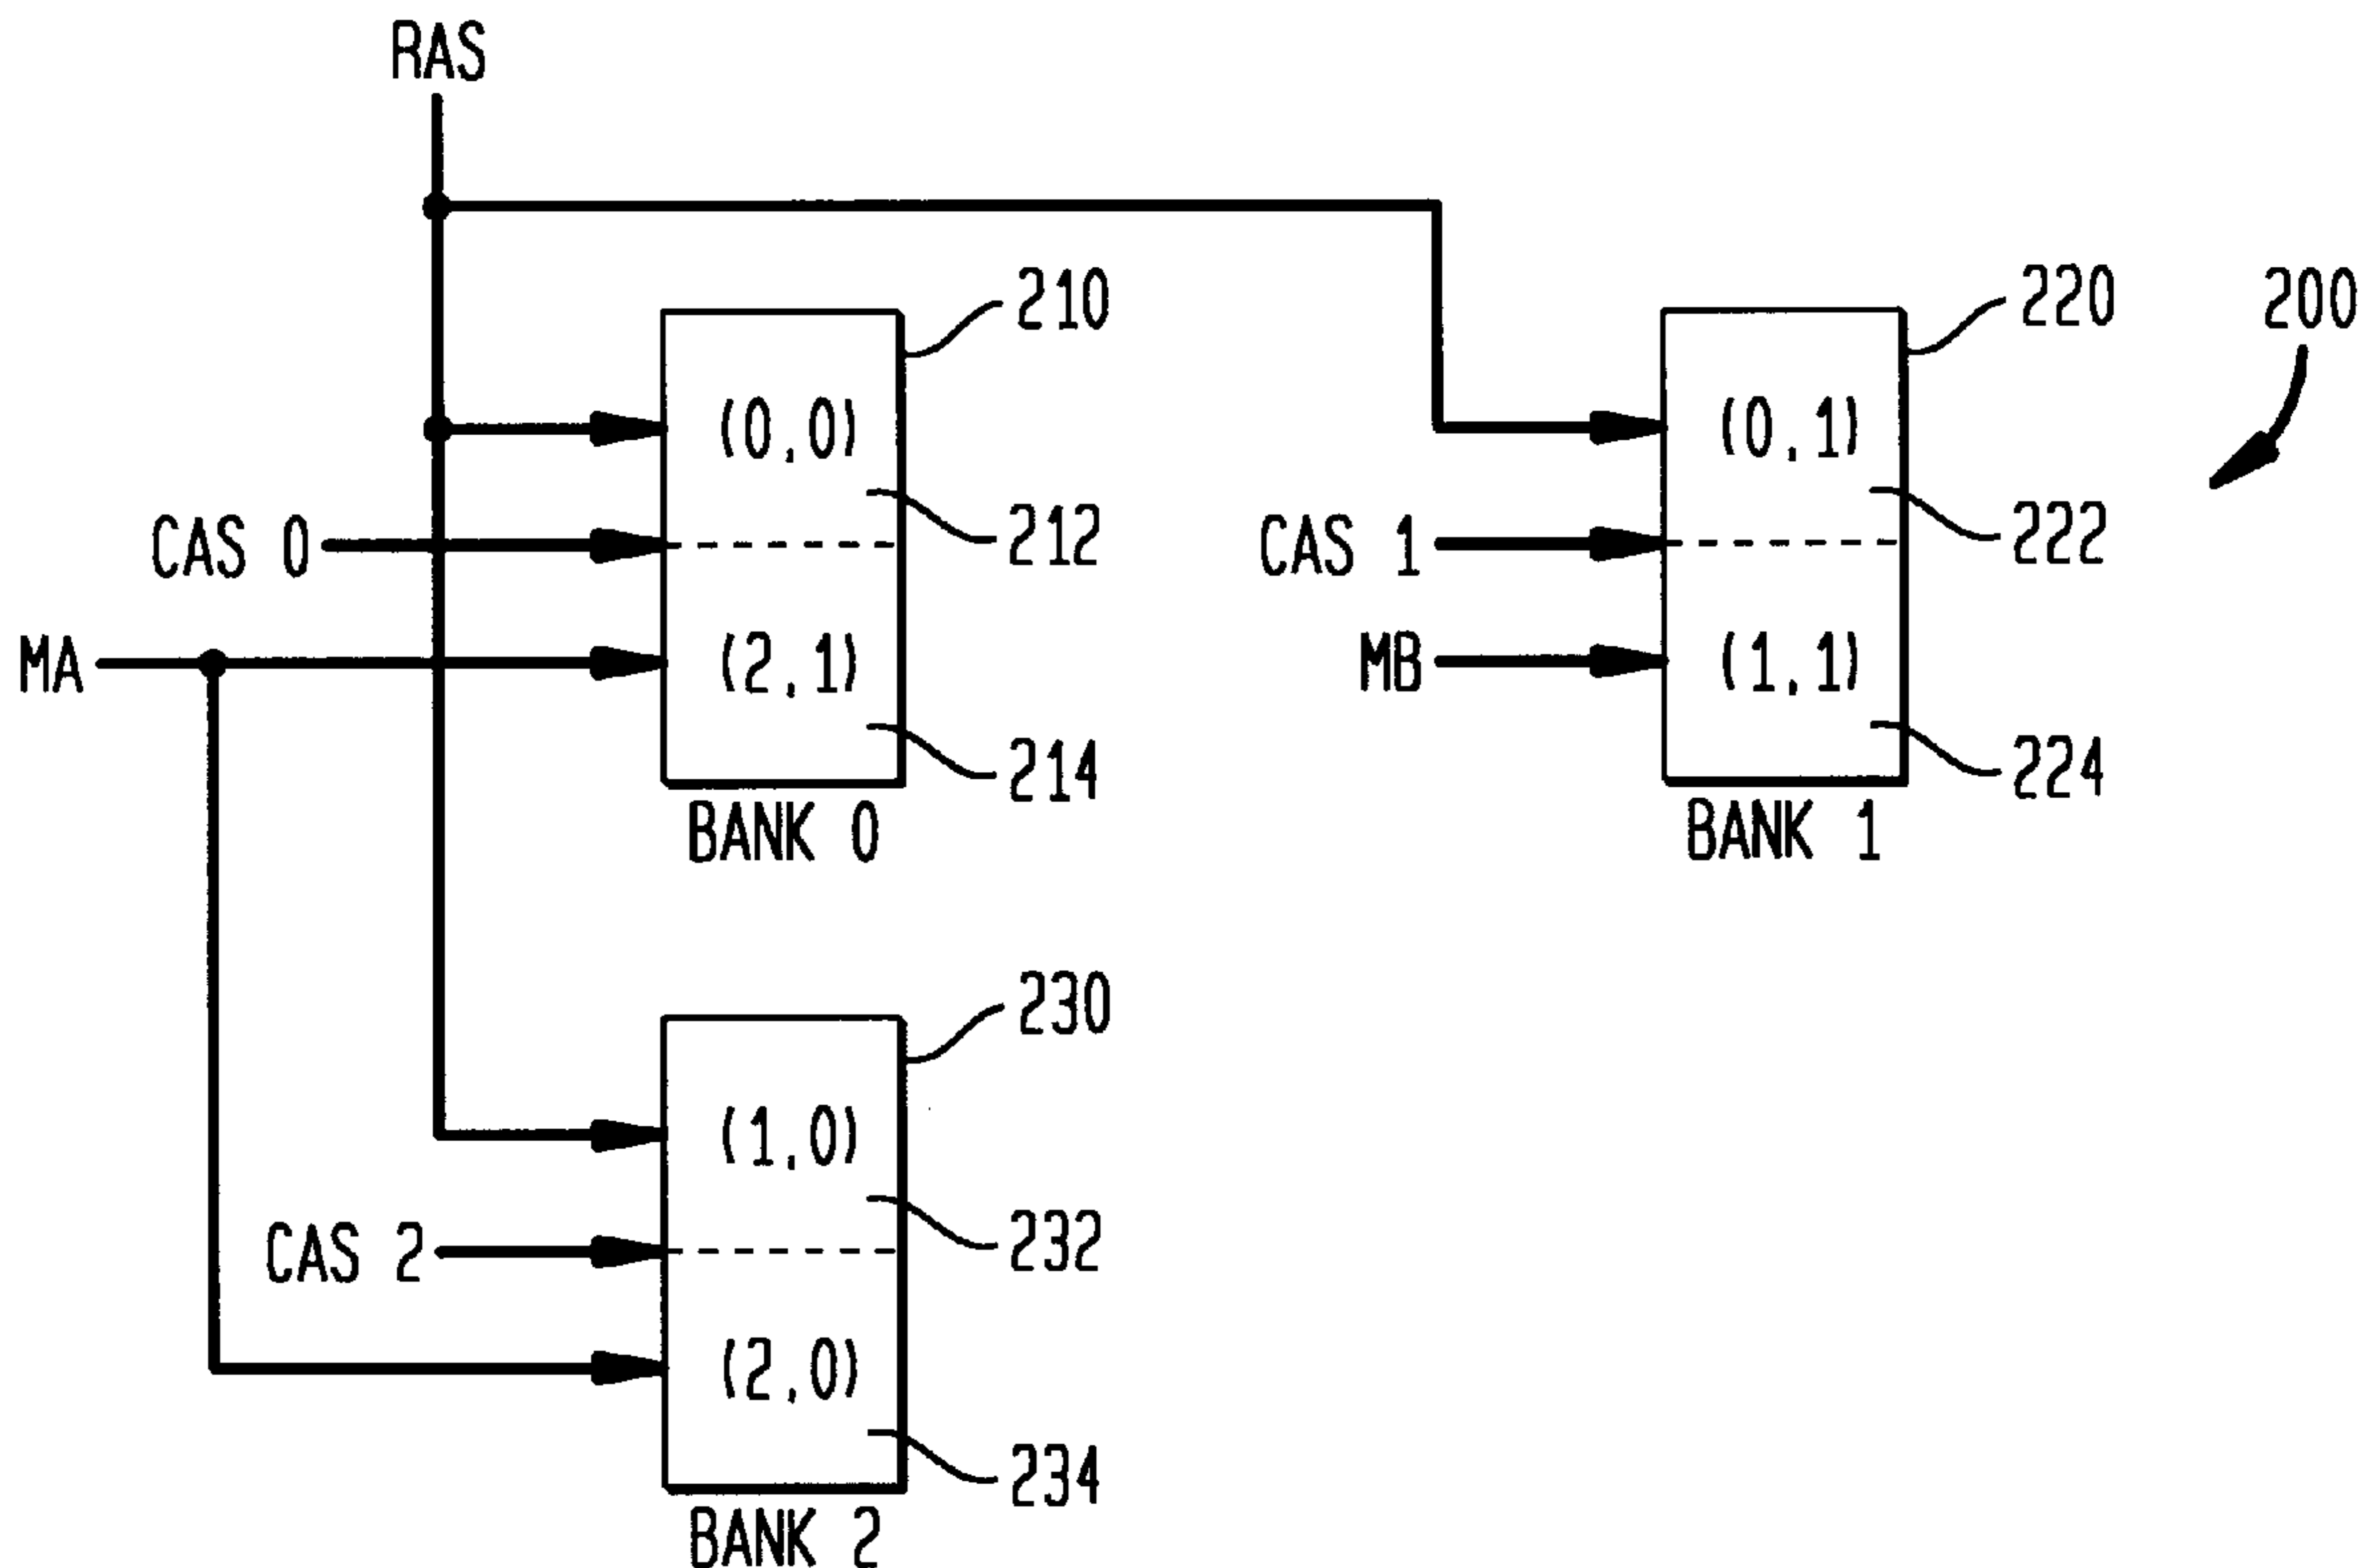 RAS
210
220
200
(0,0)
(0,1)
CAS 0
212
CAS 1
222
MA
(2,1)
MB
(1,1)
214
224
BANK 0
BANK 1
230
(1,0)
CAS 2
232
(2,0)
234
BANK 2